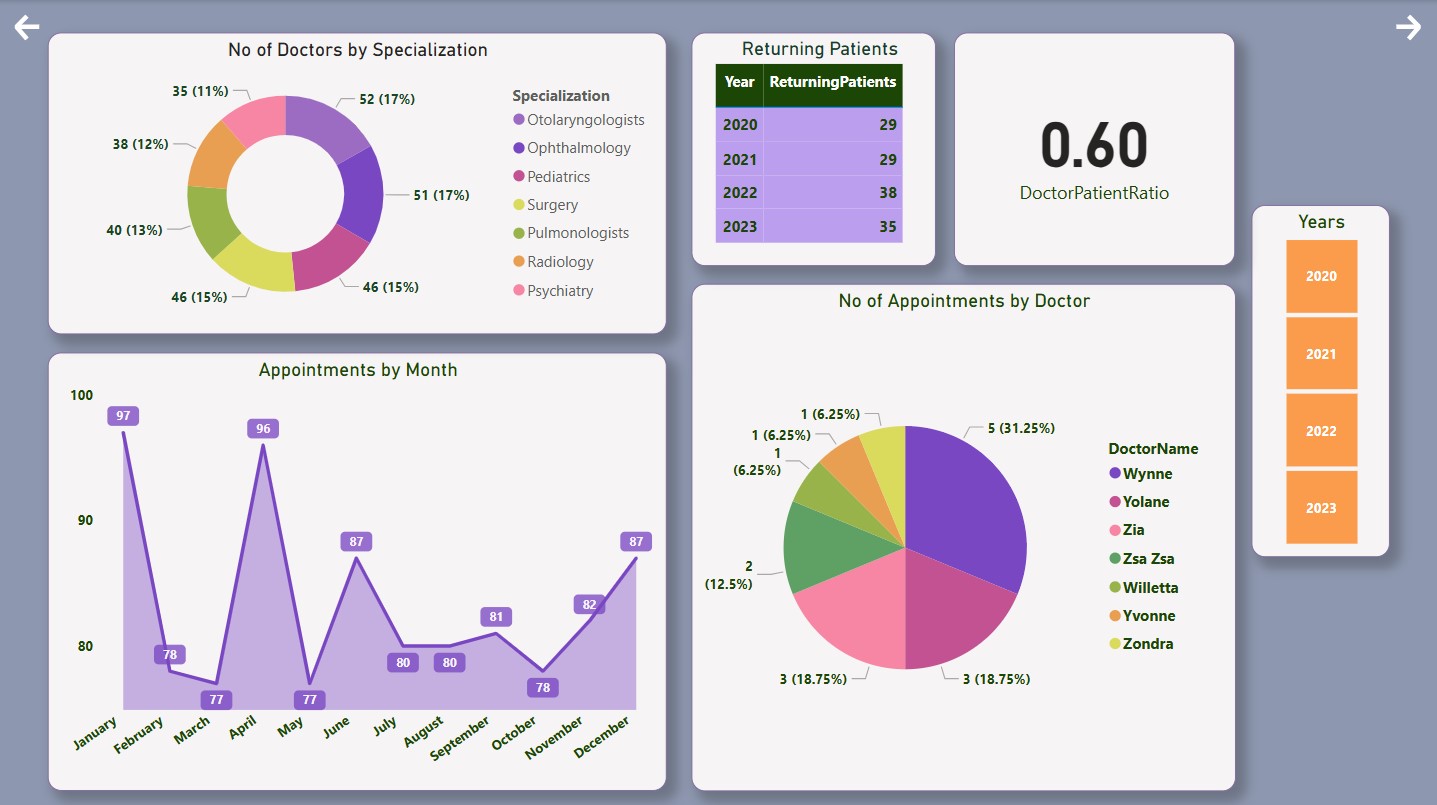 No of Doctors by Specialization
35 (11%)
52 (17%)
38 (12%)
51 (17%)
40 (13%)
46 (15%)
46 (15%)
Specialization
Otolaryngologists
Ophthalmology
Pediatrics
Surgery
Pulmonologists
Radiology
Psychiatry
Returning Patients
Year ReturningPatients
2020 29
2021 29
2022 38
2023 35
0.60
DoctorPatientRatio
Years
2020
2021
2022
2023
Appointments by Month
100
90
80
97
78
77
96
77
87
80
80
81
78
82
87
January
February
March
April
May
June
July
August
September
October
November
December
No of Appointments by Doctor
1 (6.25%)
5 (31.25%)
1 (6.25%)
1
(6.25%)
2
(12.5%)
3 (18.75%)
3 (18.75%)
DoctorName
Wynne
Yolane
Zia
Zsa Zsa
Willetta
Yvonne
Zondra